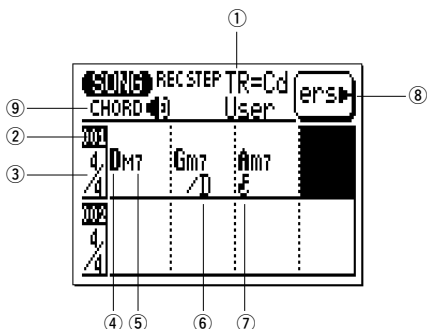 ①
SONG REC STEP TR=Cd ers
⑧
⑨ CHORD User
② 001
③ 4/4 DM7 Gm7 Am7
/D
002
4/4
④ ⑤ ⑥ ⑦